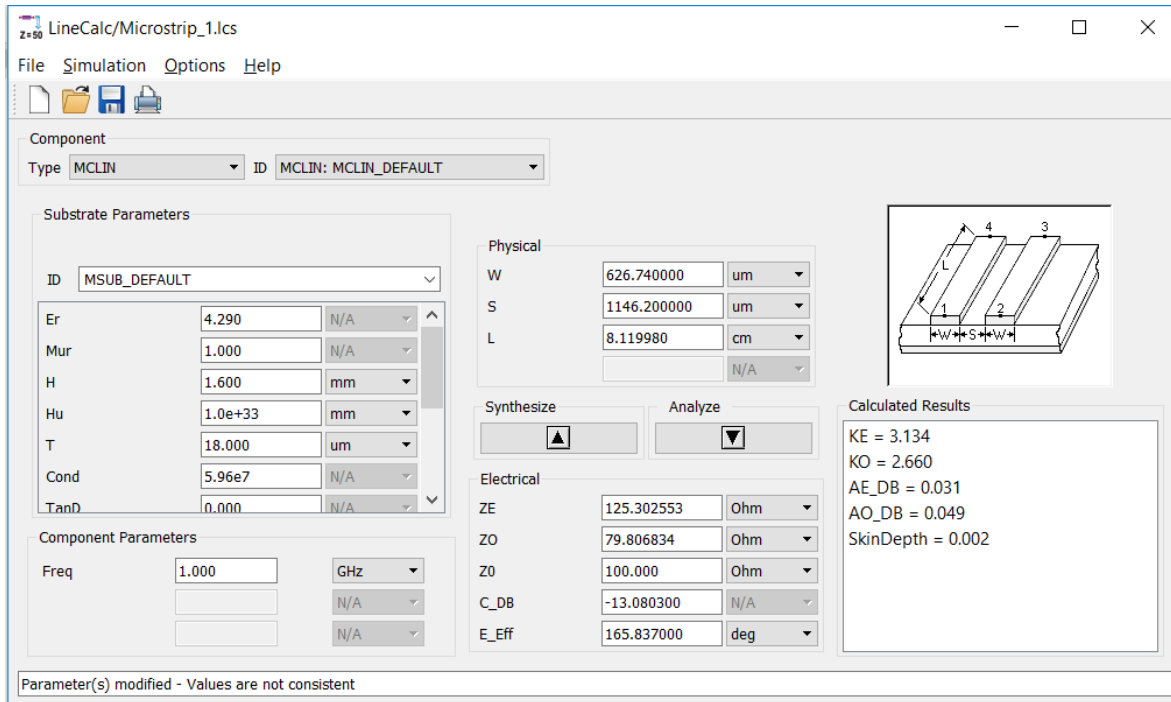 Z=50 LineCalc/Microstrip_1.lcs
File Simulation Options Help
Component
Type MCLIN ID MCLIN: MCLIN_DEFAULT
Substrate Parameters
ID MSUB_DEFAULT
Er 4.290 N/A
Mur 1.000 N/A
H 1.600 mm
Hu 1.0e+33 mm
T 18.000 um
Cond 5.96e7 N/A
TanD 0.000 N/A
Component Parameters
Freq 1.000 GHz
N/A
N/A
Physical
W 626.740000 um
S 1146.200000 um
L 8.119980 cm
N/A
Synthesize Analyze
Electrical
ZE 125.302553 Ohm
ZO 79.806834 Ohm
Z0 100.000 Ohm
C_DB -13.080300 N/A
E_Eff 165.837000 deg
4 3
L
1 2
W S W
Calculated Results
KE = 3.134
KO = 2.660
AE_DB = 0.031
AO_DB = 0.049
SkinDepth = 0.002
Parameter(s) modified - Values are not consistent